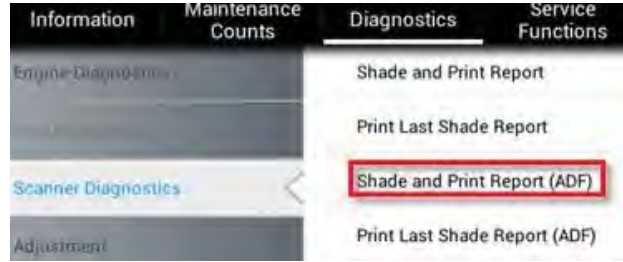 Information
Maintenance
Counts
Diagnostics
Service
Functions
Engine Diagnostics
Scanner Diagnostics
Adjustment
Shade and Print Report
Print Last Shade Report
Shade and Print Report (ADF)
Print Last Shade Report (ADF)